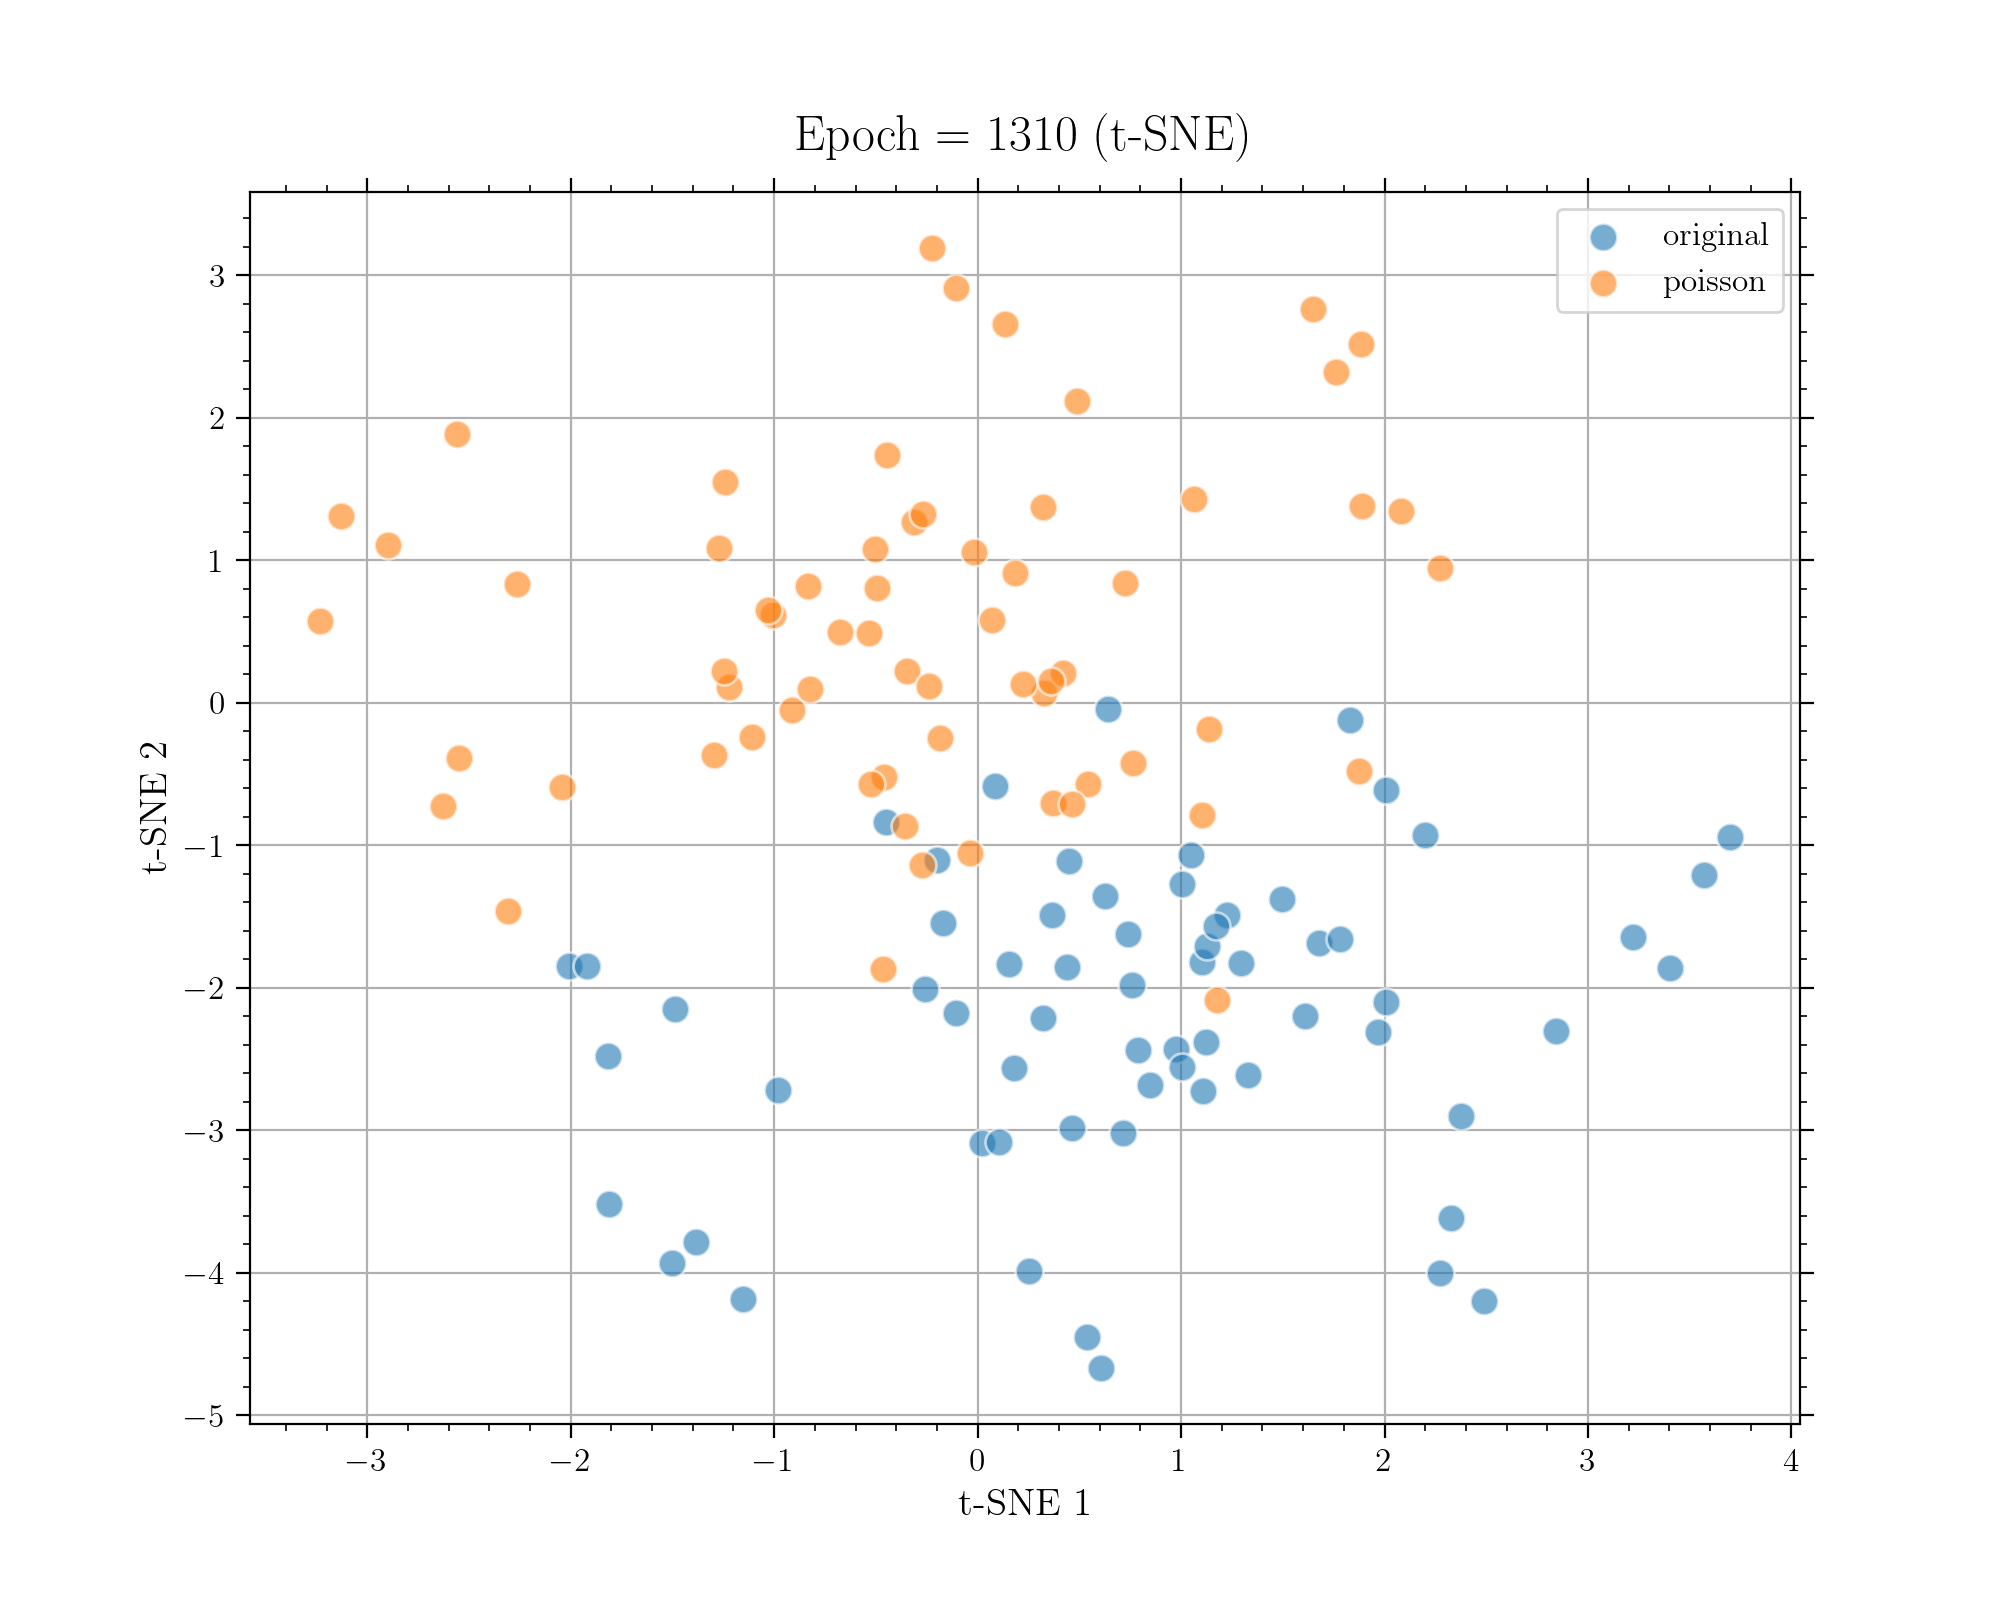 Epoch = 1310 (t-SNE)
original
poisson
3
2
1
0
−1
−2
−3
−4
−5
t-SNE 2
−3 −2 −1 0 1 2 3 4
t-SNE 1